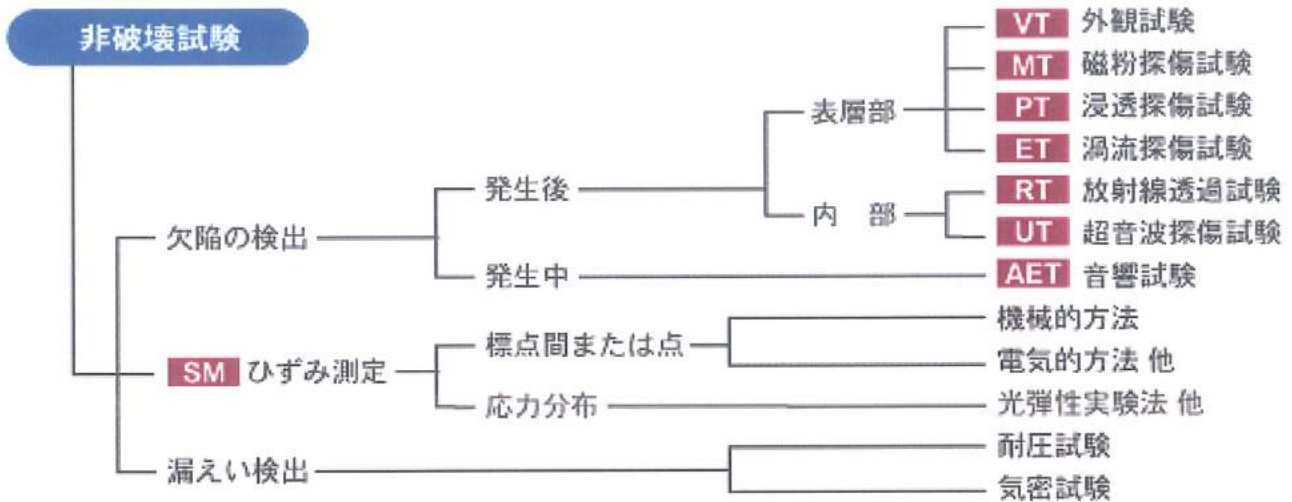 非破壊試験
VT 外観試験
MT 磁粉探傷試験
表層部
PT 浸透探傷試験
ET 渦流探傷試験
発生後
RT 放射線透過試験
内 部
欠陥の検出
UT 超音波探傷試験
発生中
AET 音響試験
機械的方法
標点間または点
SM ひずみ測定
電気的方法 他
応力分布
光弾性実験法 他
耐圧試験
漏えい検出
気密試験